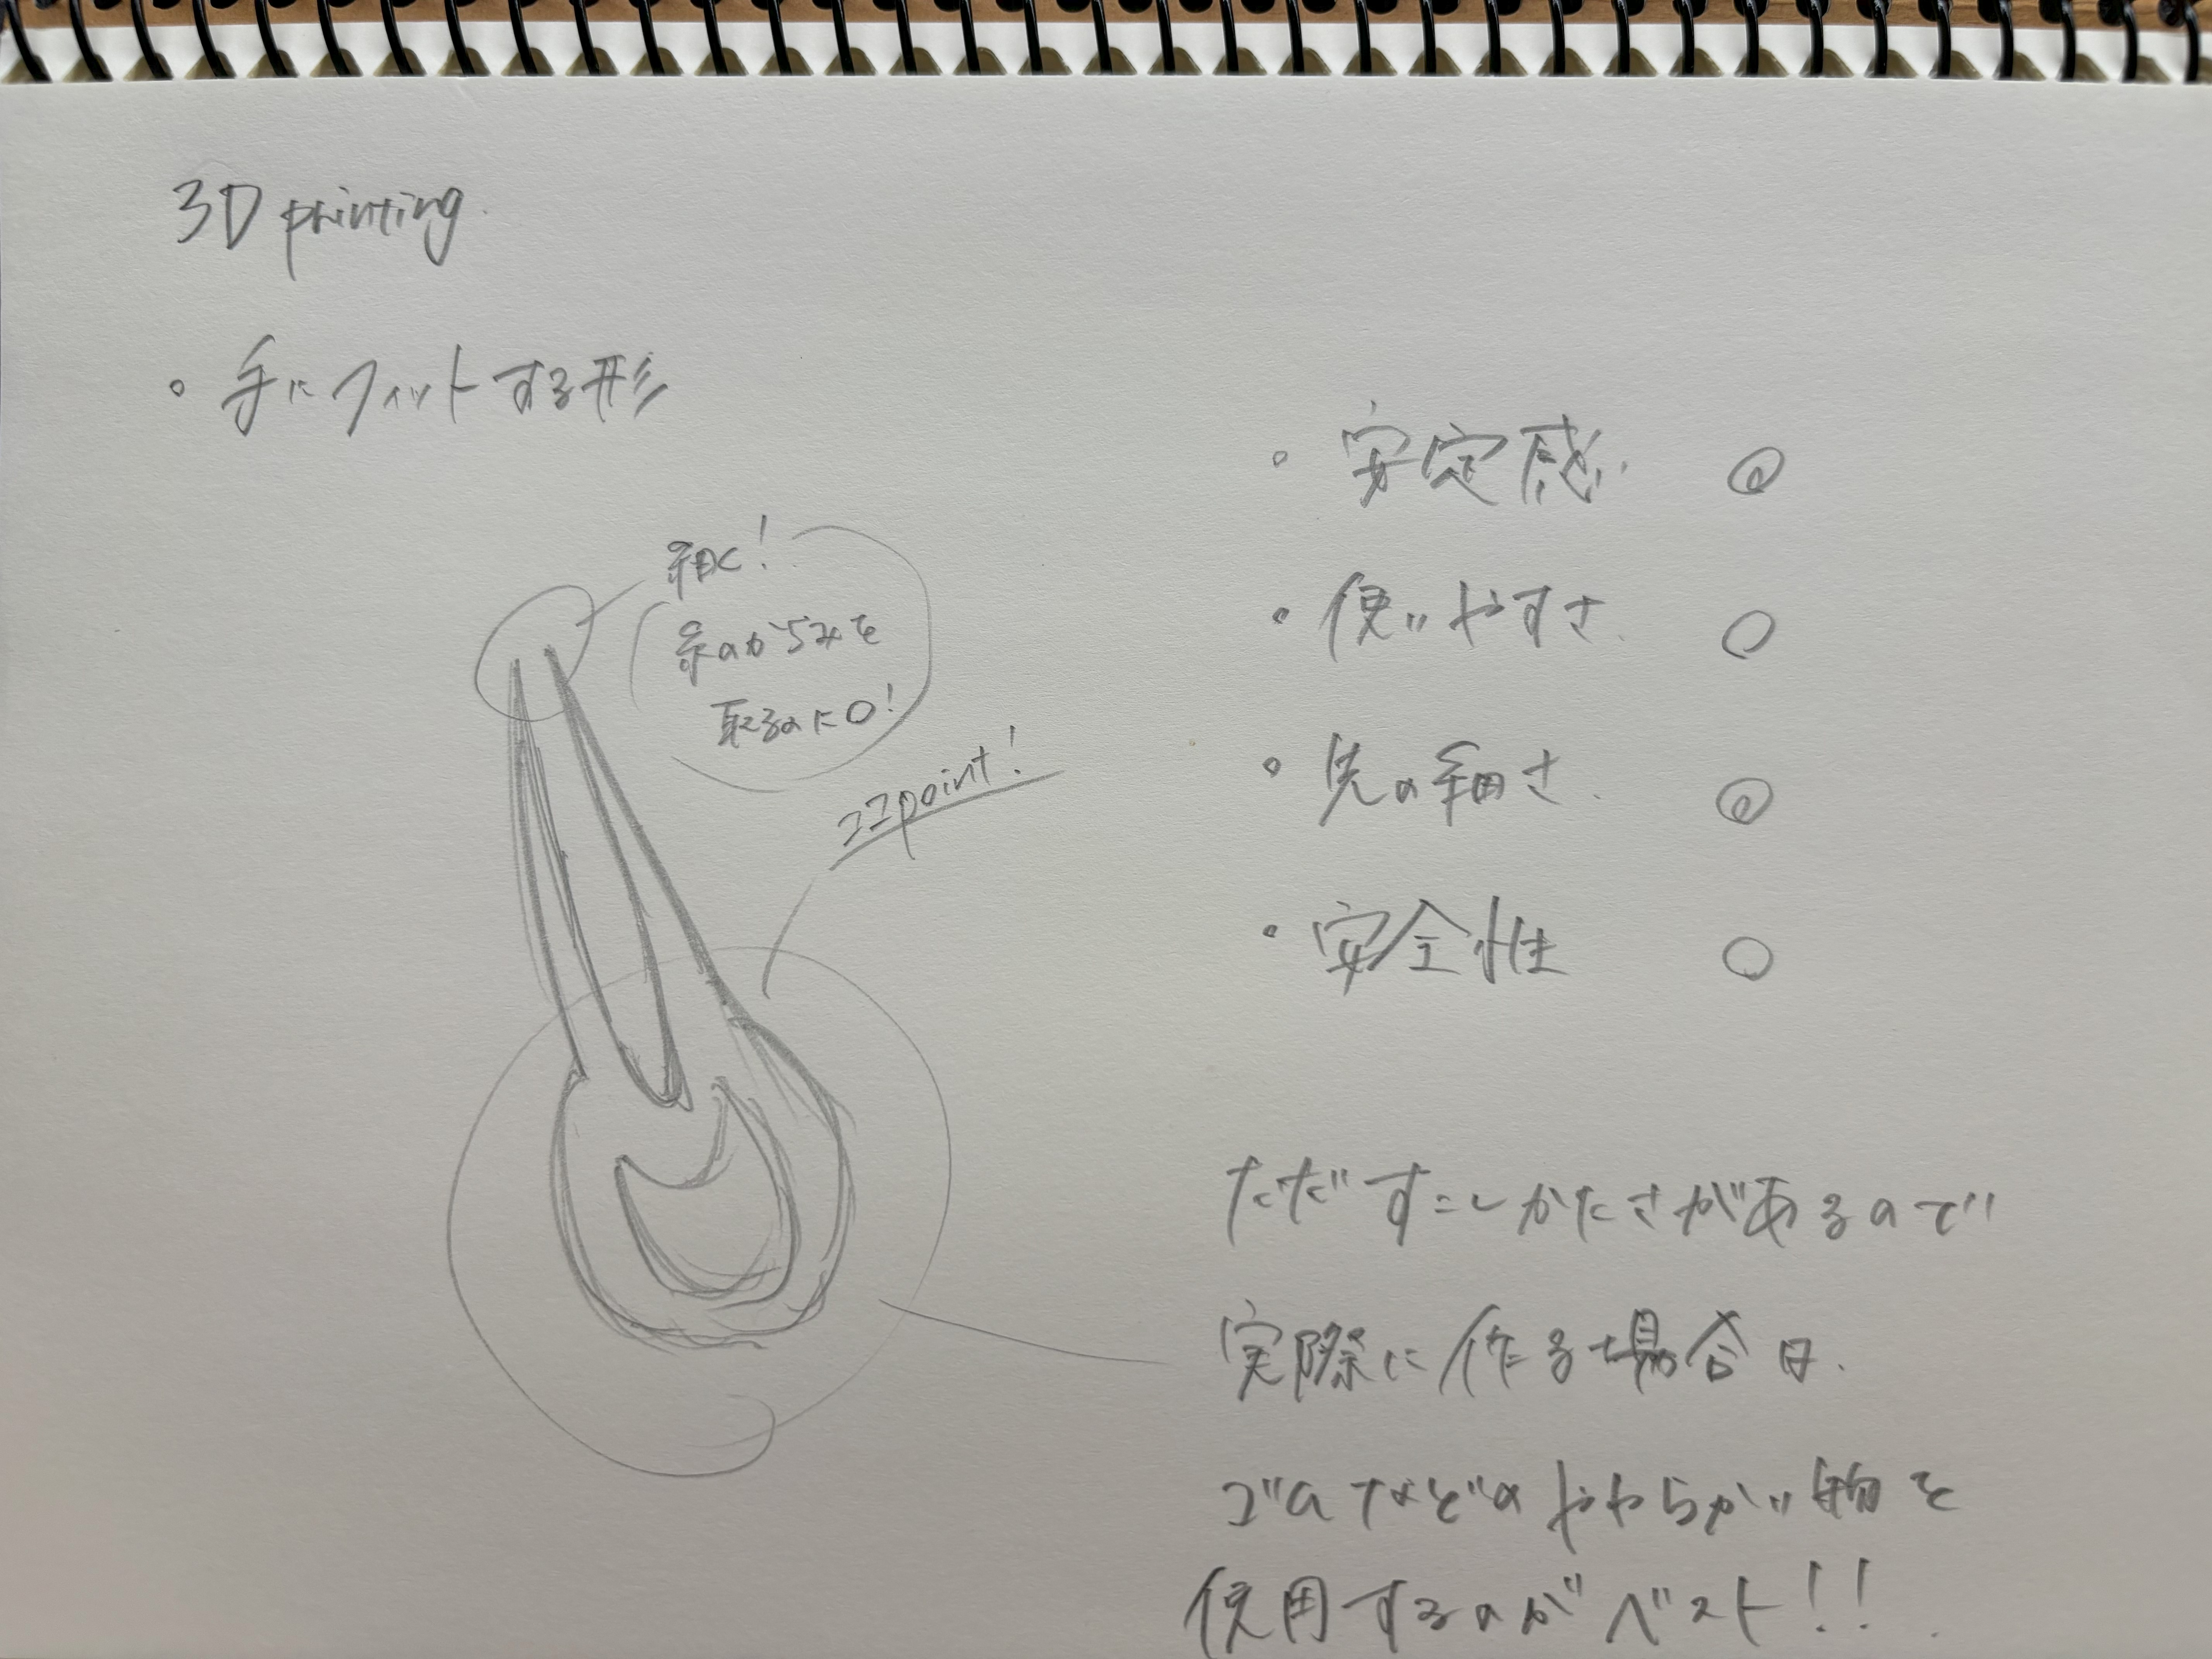 3D printing.
・手にフィットする形
細く!
糸のからみを
取るのに○!
ココpoint!
・安定感. ◎
・使いやすさ. ○
・先の細さ. ◎
・安全性 ○
ただすこしかたさがあるので
実際に作る場合は.
ゴムなどのやわらかい物を
使用するのがベスト!!.